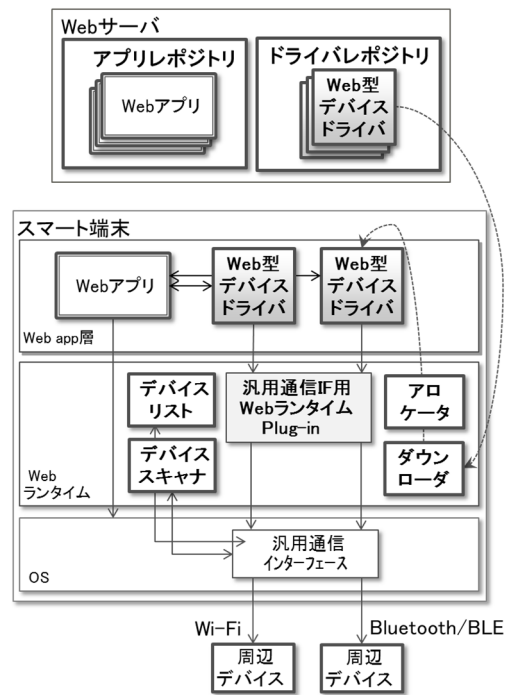 Webサーバ
アプリレポジトリ
ドライバレポジトリ
Webアプリ
Web型
デバイス
ドライバ
スマート端末
Webアプリ
Web型
デバイス
ドライバ
Web型
デバイス
ドライバ
Web app層
デバイス
リスト
汎用通信IF用
Webランタイム
Plug-in
アロ
ケータ
デバイス
スキャナ
ダウン
ローダ
Web
ランタイム
汎用通信
インターフェース
OS
Wi-Fi
Bluetooth/BLE
周辺
デバイス
周辺
デバイス